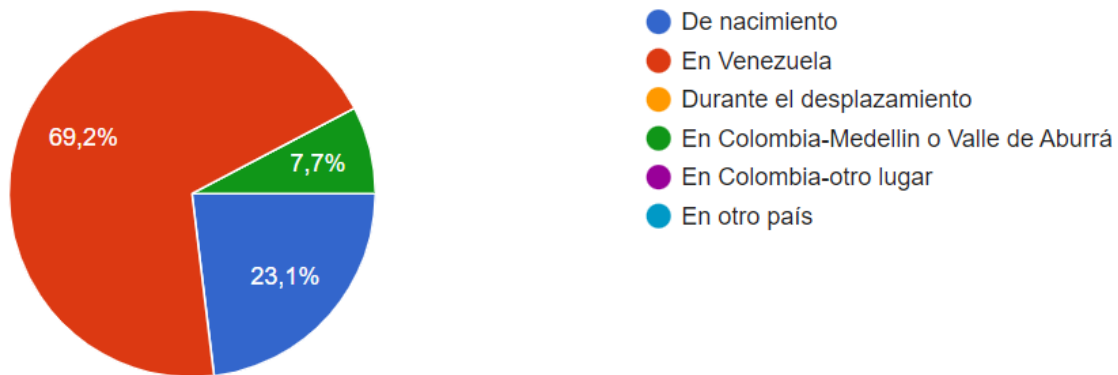 69,2%
7,7%
23,1%
De nacimiento
En Venezuela
Durante el desplazamiento
En Colombia-Medellin o Valle de Aburrá
En Colombia-otro lugar
En otro país